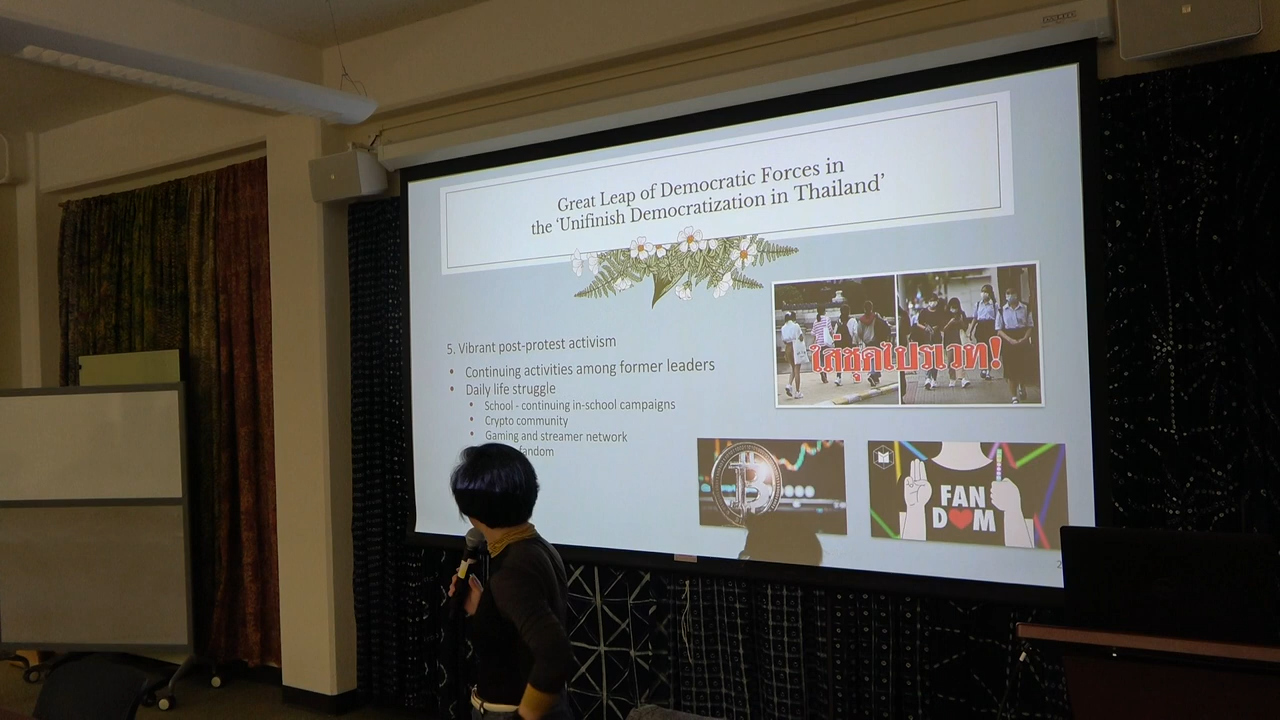 Great Leap of Democratic Forces in
the ‘Unifinish Democratization in Thailand’
5. Vibrant post-protest activism
• Continuing activities among former leaders
• Daily life struggle
• School - continuing in-school campaigns
• Crypto community
• Gaming and streamer network
fandom
ใส่ชุดไปรเวท!
FAN
D♥M
2